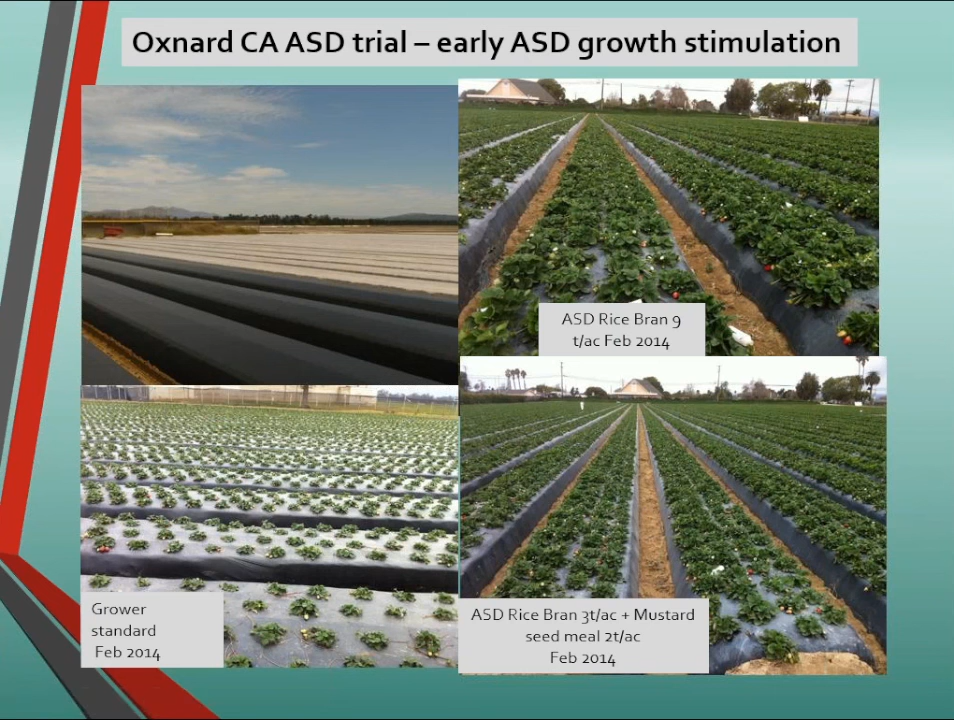 Oxnard CA ASD trial – early ASD growth stimulation
ASD Rice Bran 9
t/ac Feb 2014
Grower
standard
Feb 2014
ASD Rice Bran 3t/ac + Mustard
seed meal 2t/ac
Feb 2014